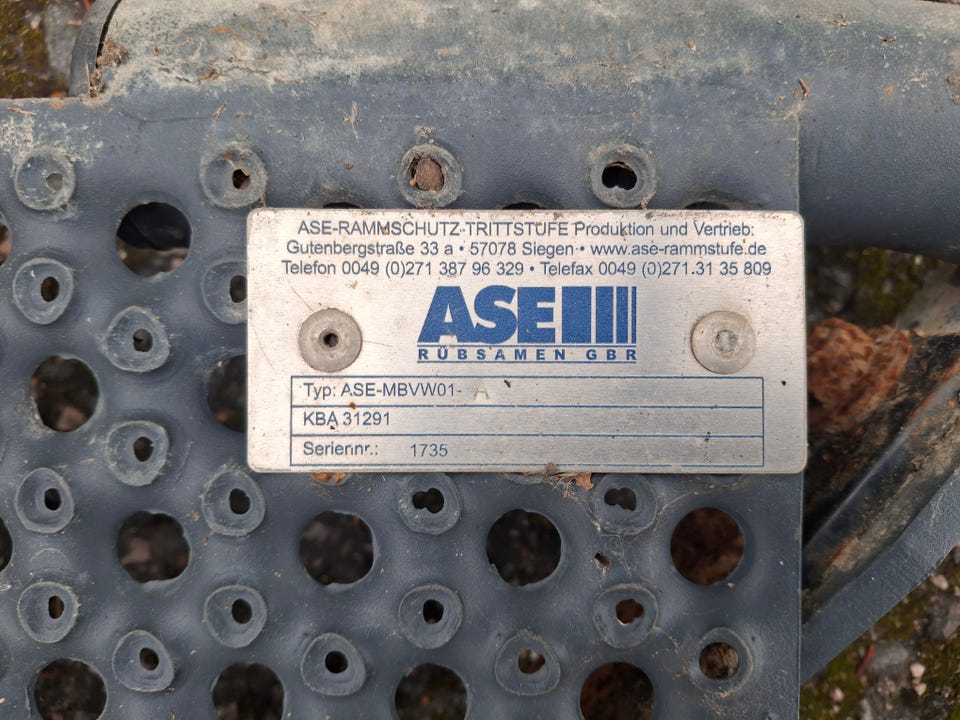 ASE-RAMMSCHUTZ-TRITTSTUFE Produktion und Vertrieb:
Gutenbergstraße 33 a • 57078 Siegen • www.ase-rammstufe.de
Telefon 0049 (0)271 387 96 329 • Telefax 0049 (0)271.31 35 809
ASE
RÜBSAMEN GBR
Typ: ASE-MBVW01- A
KBA 31291
Seriennr.: 1735